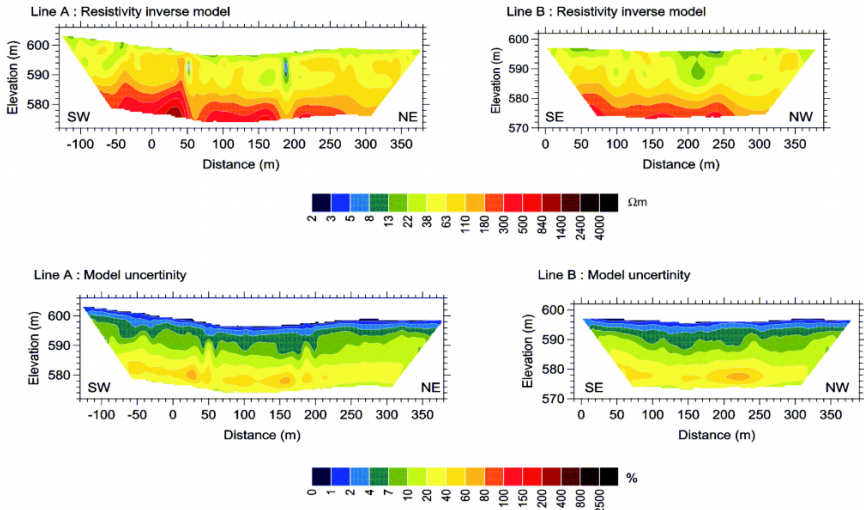 Line A : Resistivity inverse model
Line B : Resistivity inverse model
Elevation (m)
600
590
580
SW
NE
-100 -50 0 50 100 150 200 250 300 350
Distance (m)
Elevation (m)
600
590
580
570
SE
NW
0 50 100 150 200 250 300 350
Distance (m)
2 3 5 8 13 22 38 63 110 180 300 500 840 1400 2400 4000
Ωm
Line A : Model uncertinity
Line B : Model uncertinity
Elevation (m)
600
590
580
SW
NE
-100 -50 0 50 100 150 200 250 300 350
Distance (m)
Elevation (m)
600
590
580
570
SE
NW
0 50 100 150 200 250 300 350
Distance (m)
0 1 2 4 7 10 20 40 60 80 100 150 200 400 800 2500
%